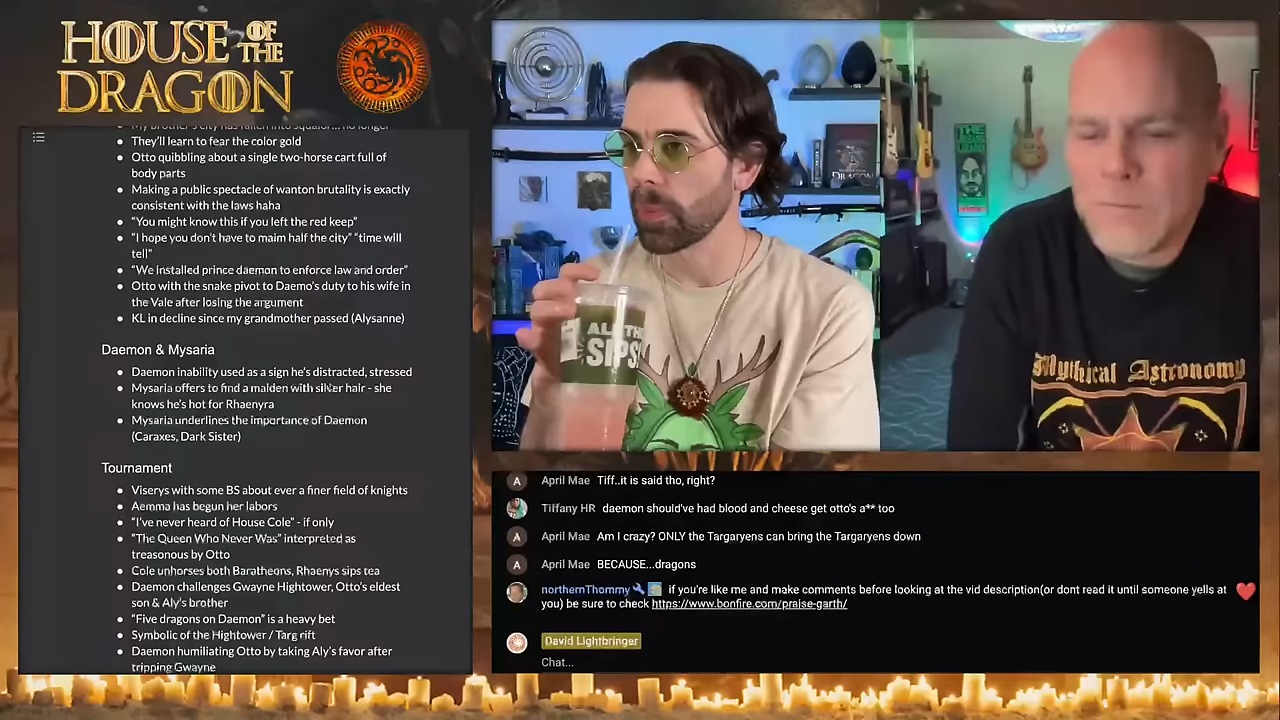 HOUSE OF THE
DRAGON
My brother's city has fallen into squalor... no longer
They'll learn to fear the color gold
Otto quibbling about a single two-horse cart full of
body parts
Making a public spectacle of wanton brutality is exactly
consistent with the laws haha
"You might know this if you left the red keep"
"I hope you don't have to maim half the city" "time will
tell"
"We installed prince daemon to enforce law and order"
Otto with the snake pivot to Daemo's duty to his wife in
the Vale after losing the argument
KL in decline since my grandmother passed (Alysanne)
Daemon & Mysaria
Daemon inability used as a sign he's distracted, stressed
Mysaria offers to find a maiden with silver hair - she
knows he's hot for Rhaenyra
Mysaria underlines the importance of Daemon
(Caraxes, Dark Sister)
Tournament
Viserys with some BS about ever a finer field of knights
Aemma has begun her labors
"I've never heard of House Cole" - if only
"The Queen Who Never Was" interpreted as
treasonous by Otto
Cole unhorses both Baratheons, Rhaenys sips tea
Daemon challenges Gwayne Hightower, Otto's eldest
son & Aly's brother
"Five dragons on Daemon" is a heavy bet
Symbolic of the Hightower / Targ rift
Daemon humiliating Otto by taking Aly's favor after
tripping Gwayne
DRAGON
ALL THE
SIPS
Mythical Astronomy
A April Mae Tiff..it is said tho, right?
Tiffany HR daemon should've had blood and cheese get otto's a** too
A April Mae Am I crazy? ONLY the Targaryens can bring the Targaryens down
A April Mae BECAUSE...dragons
northernThommy if you're like me and make comments before looking at the vid description(or dont read it until someone yells at
you) be sure to check https://www.bonfire.com/praise-garth/
David Lightbringer
Chat...